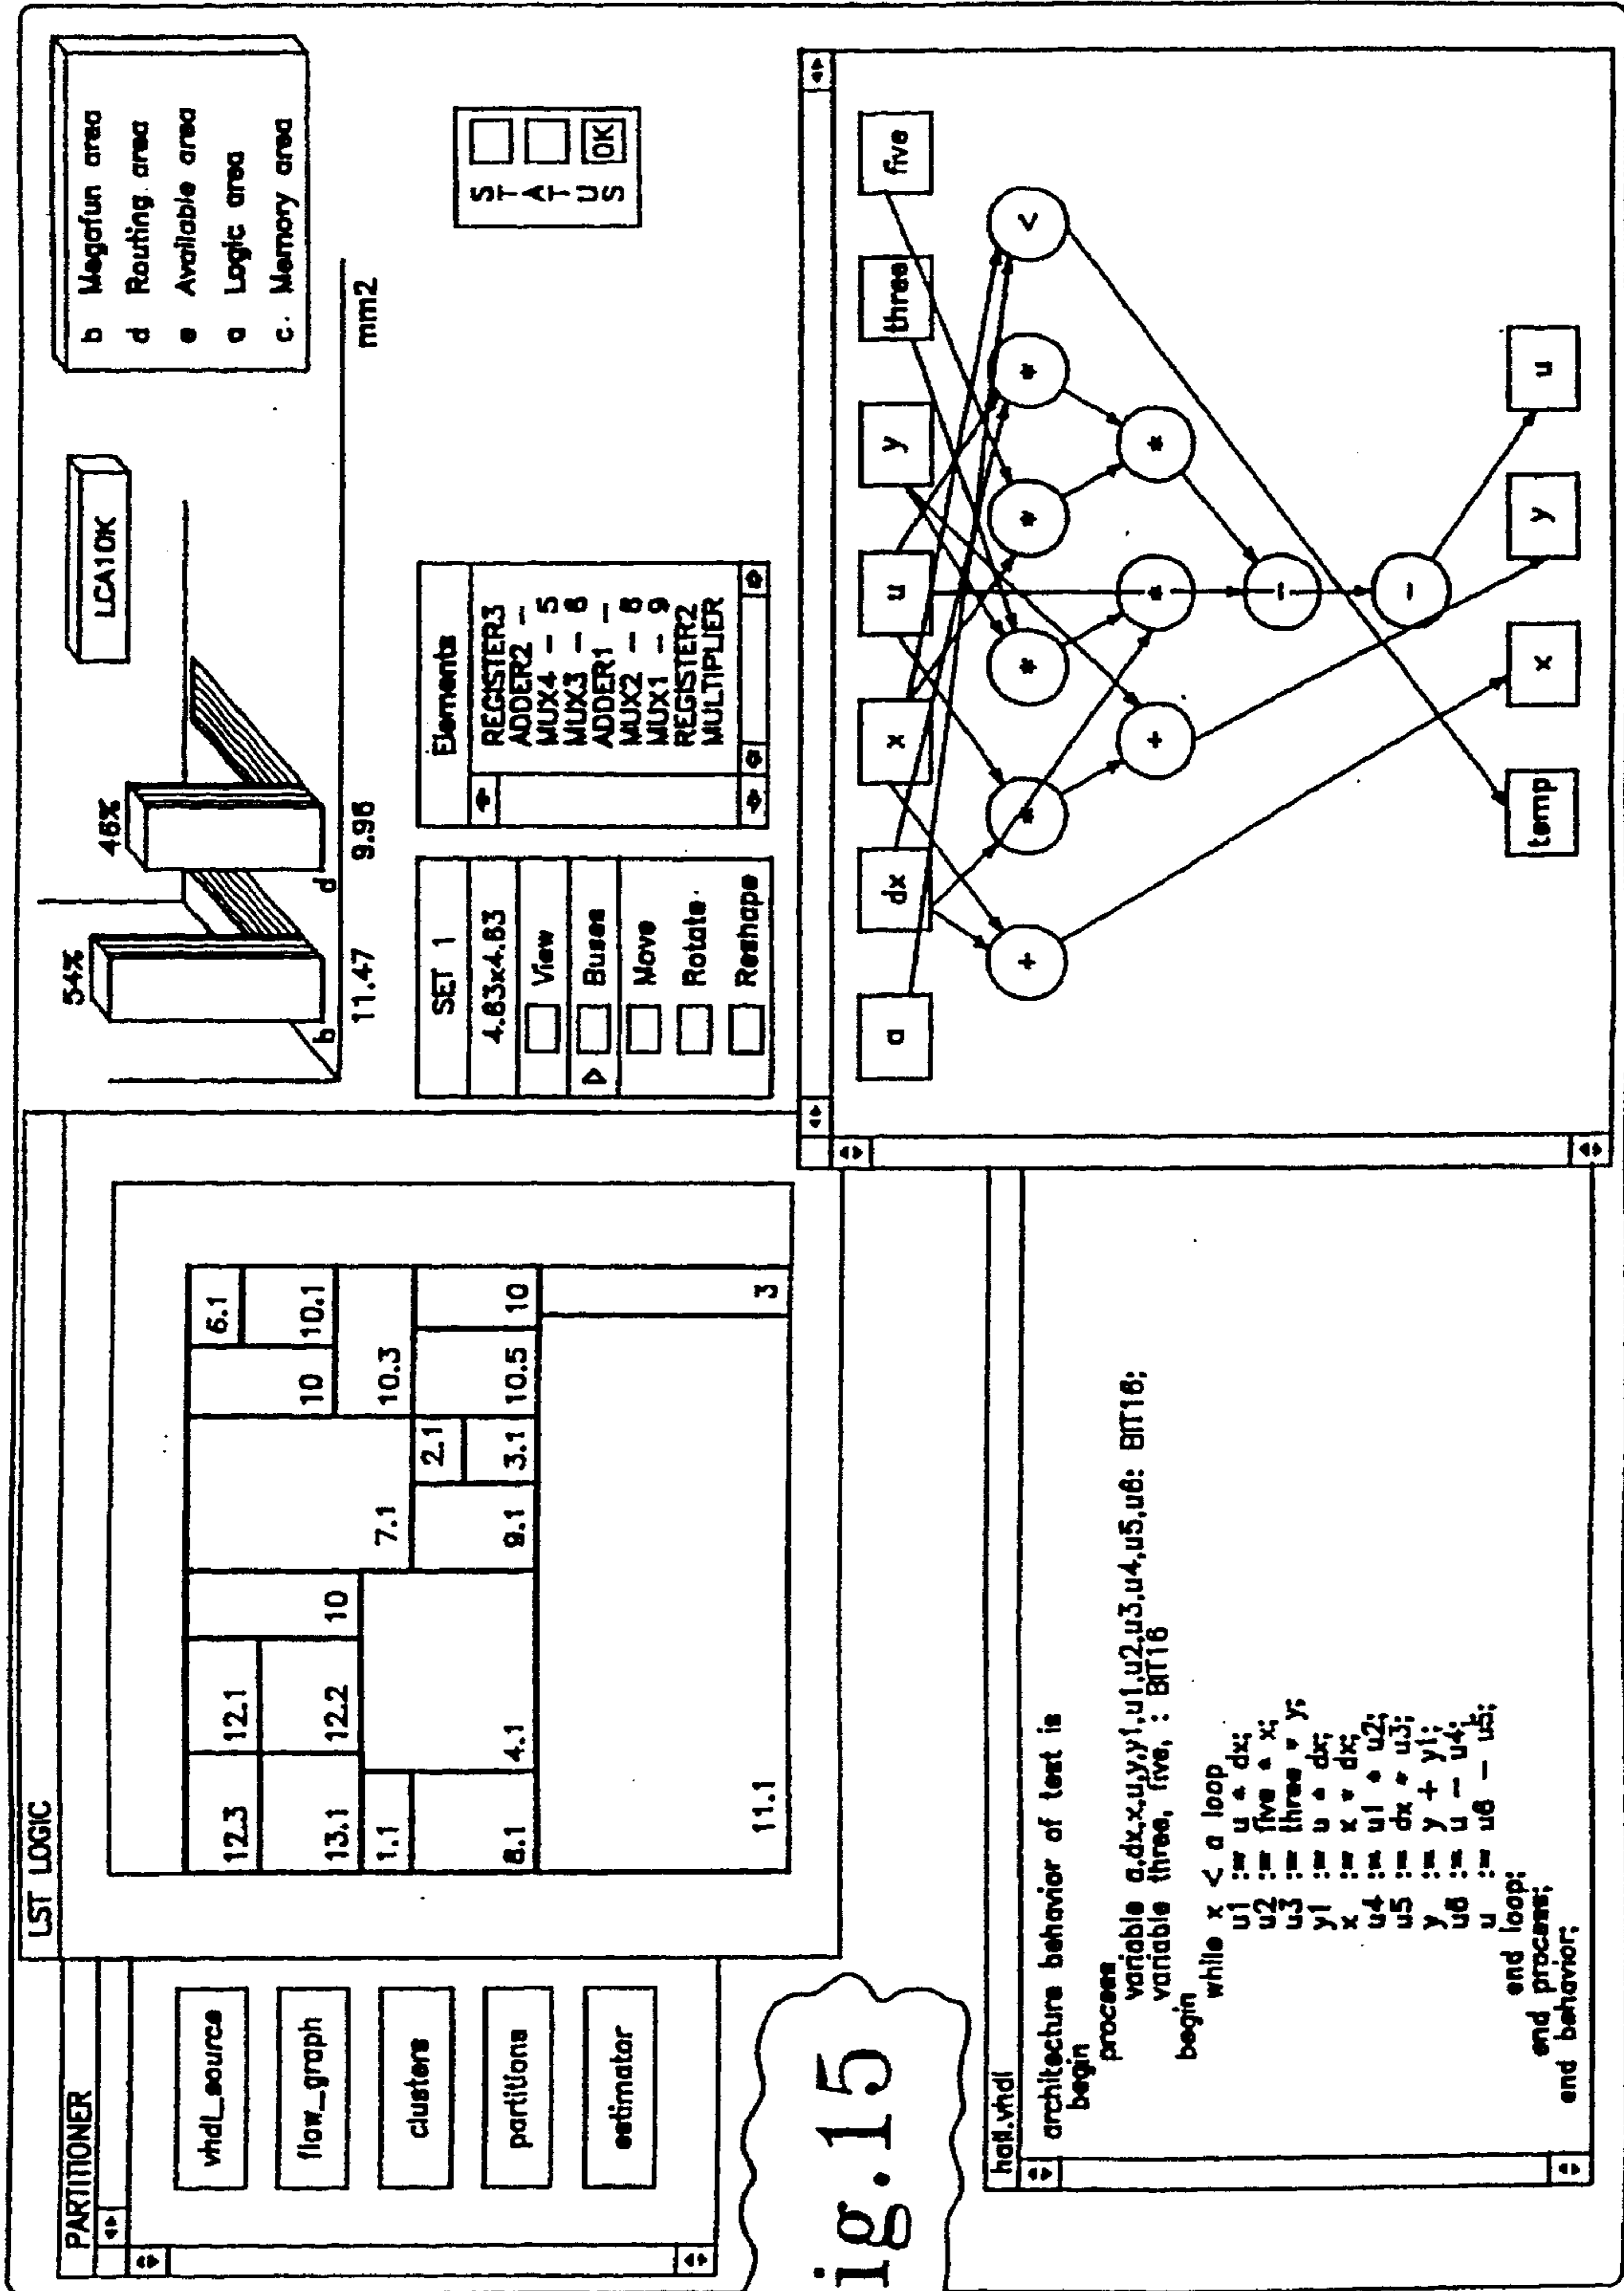 PARTITIONER
vhdl_source
flow_graph
clusters
partitions
estimator
LST LOGIC
12.3
12.1
10
7.1
10
6.1
13.1
12.2
10.1
1.1
10.3
4.1
2.1
8.1
9.1
3.1
10.5
10
11.1
3
54%
46%
b
d
11.47
9.96
mm2
LCA10K
b Megafun area
d Routing area
e Available area
a Logic area
c. Memory area
SET 1
4.63x4.63
View
Buses
Move
Rotate
Reshape
Elements
REGISTER3
ADDER2 -
MUX4 - 5
MUX3 - 6
ADDER1 -
MUX2 - 8
MUX1 - 9
REGISTER2
MULTIPLIER
STATUS
OK
ig.15
hall.vhdl
architecture behavior of test is
begin
process
variable a,dx,x,u,y,y1,u1,u2,u3,u4,u5,u6: BIT16;
variable three, five, : BIT16
begin
while x < a loop
u1 := u * dx;
u2 := five * x;
u3 := three * y;
y1 := u * dx;
x := x + dx;
u4 := u1 * u2;
u5 := dx * u3;
y := y + y1;
u6 := u - u4;
u := u6 - u5;
end loop;
end process;
end behavior;
a
dx
x
u
y
three
five
+
*
*
*
*
<
+
*
*
-
-
temp
x
y
u